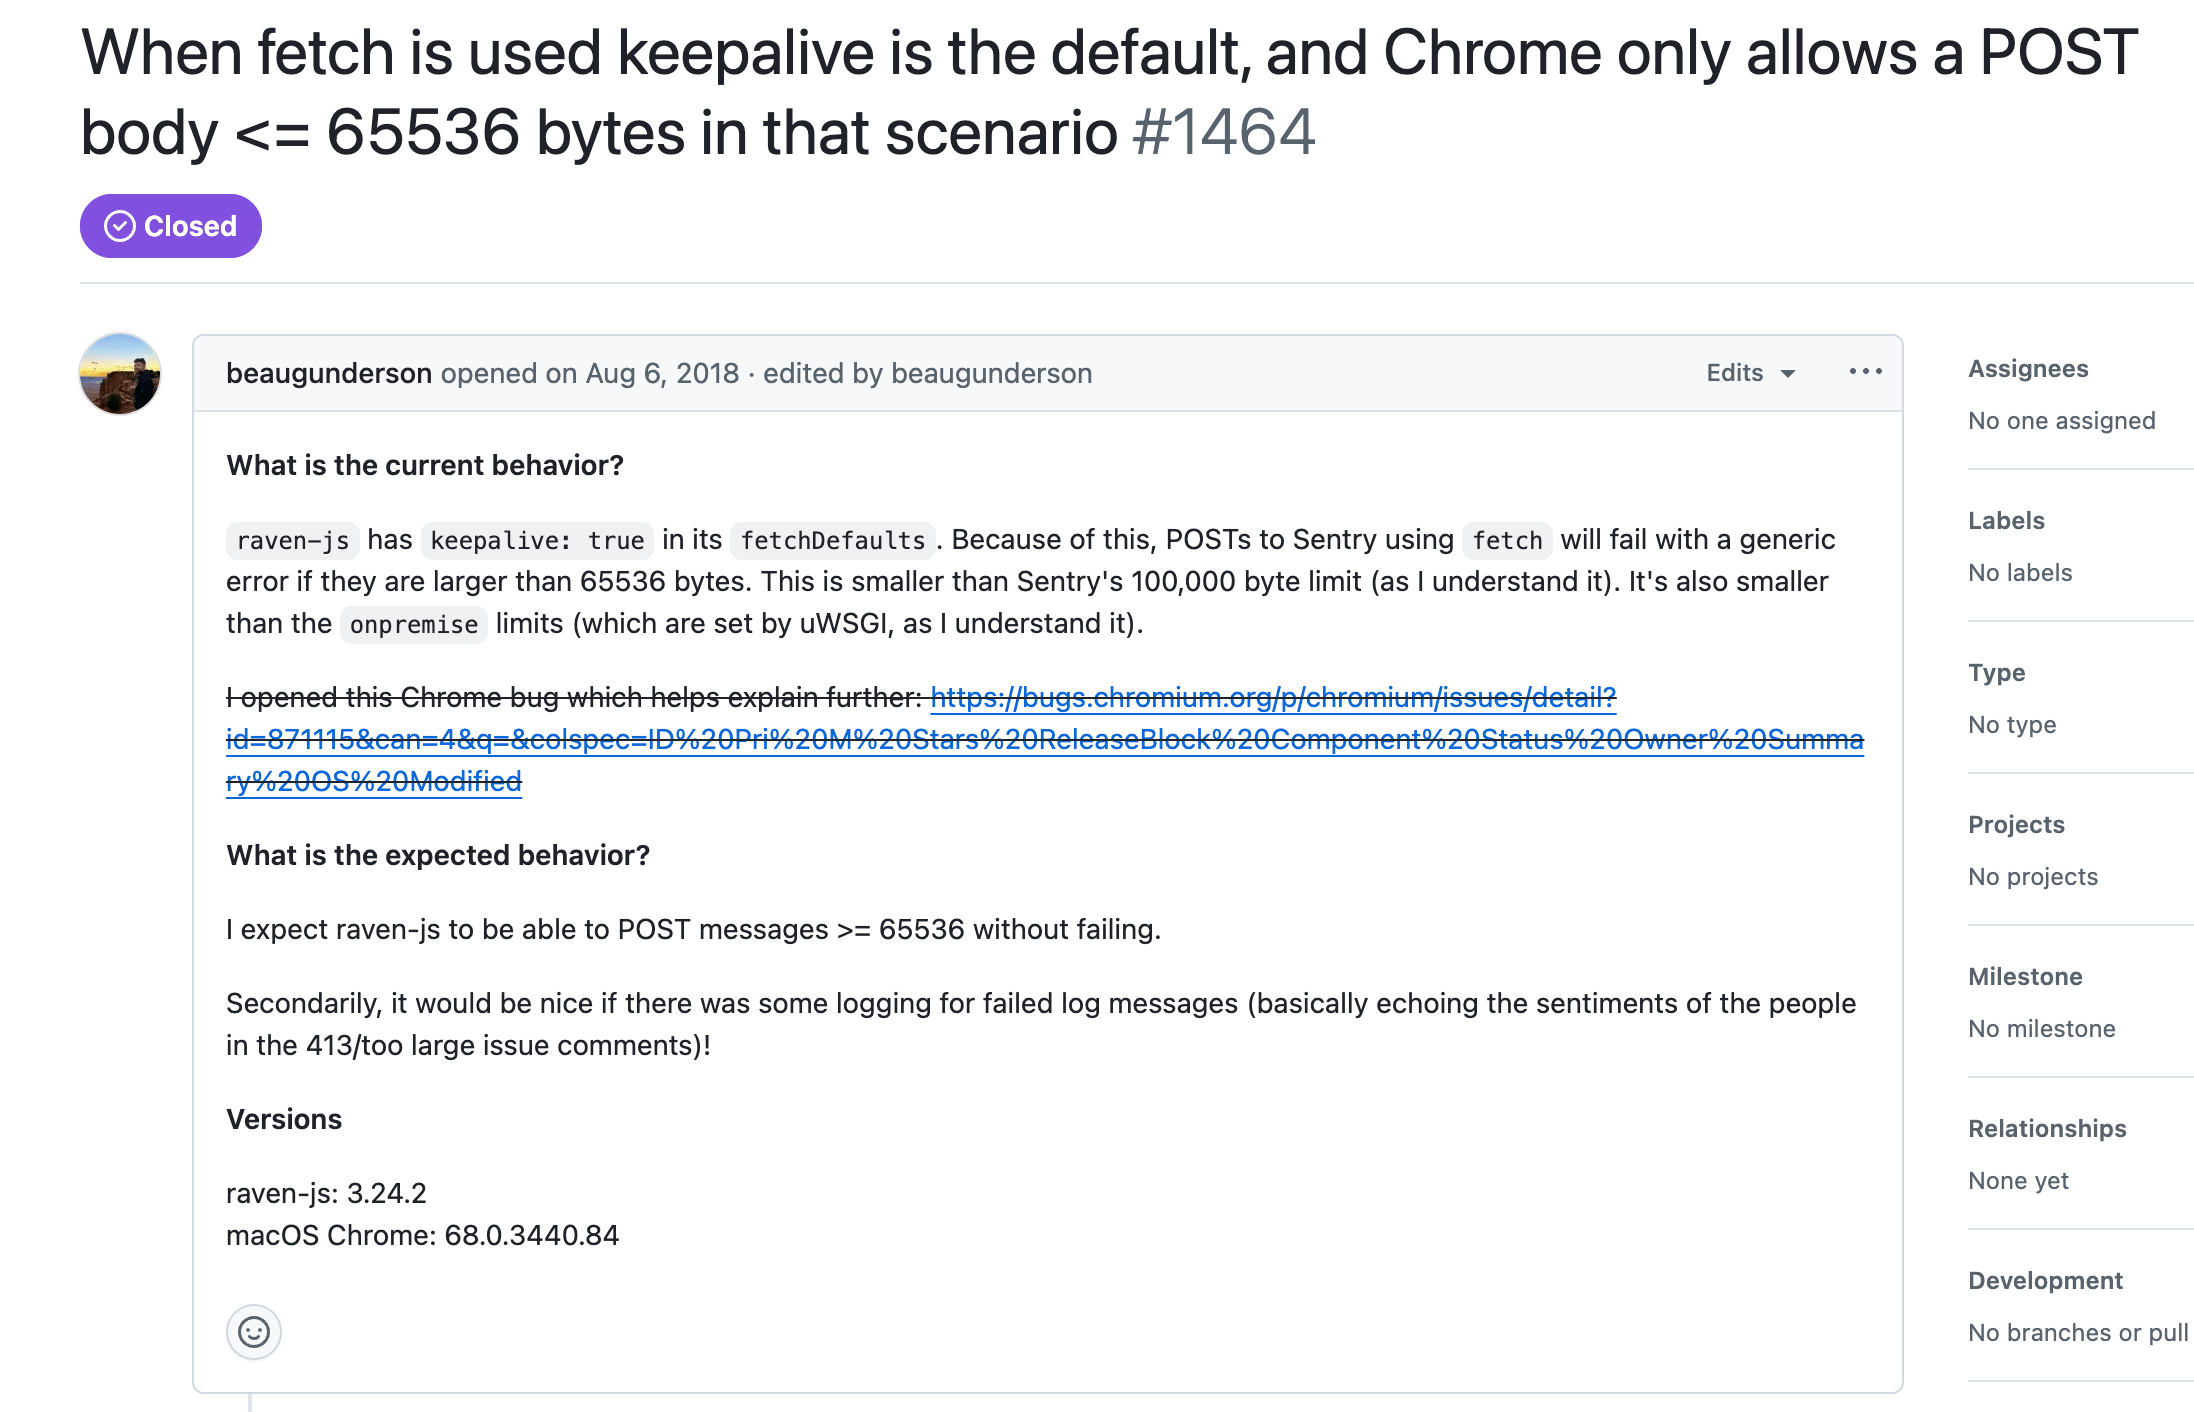 When fetch is used keepalive is the default, and Chrome only allows a POST
body <= 65536 bytes in that scenario #1464
Closed
beaugunderson opened on Aug 6, 2018 · edited by beaugunderson
Edits
What is the current behavior?
raven-js has keepalive: true in its fetchDefaults. Because of this, POSTs to Sentry using fetch will fail with a generic
error if they are larger than 65536 bytes. This is smaller than Sentry's 100,000 byte limit (as I understand it). It's also smaller
than the onpremise limits (which are set by uWSGI, as I understand it).
I opened this Chrome bug which helps explain further: https://bugs.chromium.org/p/chromium/issues/detail?
id=871115&can=4&q=&colspec=ID%20Pri%20M%20Stars%20ReleaseBlock%20Component%20Status%20Owner%20Summa
ry%20OS%20Modified
What is the expected behavior?
I expect raven-js to be able to POST messages >= 65536 without failing.
Secondarily, it would be nice if there was some logging for failed log messages (basically echoing the sentiments of the people
in the 413/too large issue comments)!
Versions
raven-js: 3.24.2
macOS Chrome: 68.0.3440.84
Assignees
No one assigned
Labels
No labels
Type
No type
Projects
No projects
Milestone
No milestone
Relationships
None yet
Development
No branches or pull